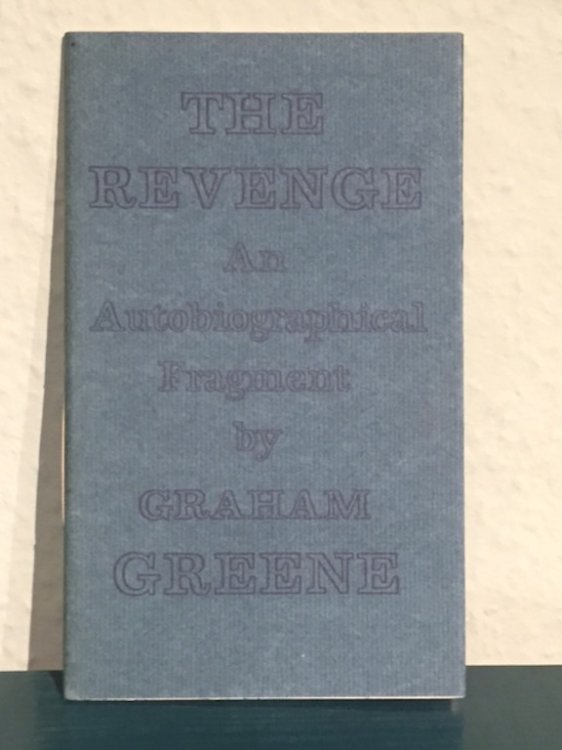 THE
REVENGE
An
Autobiographical
Fragment
by
GRAHAM
GREENE